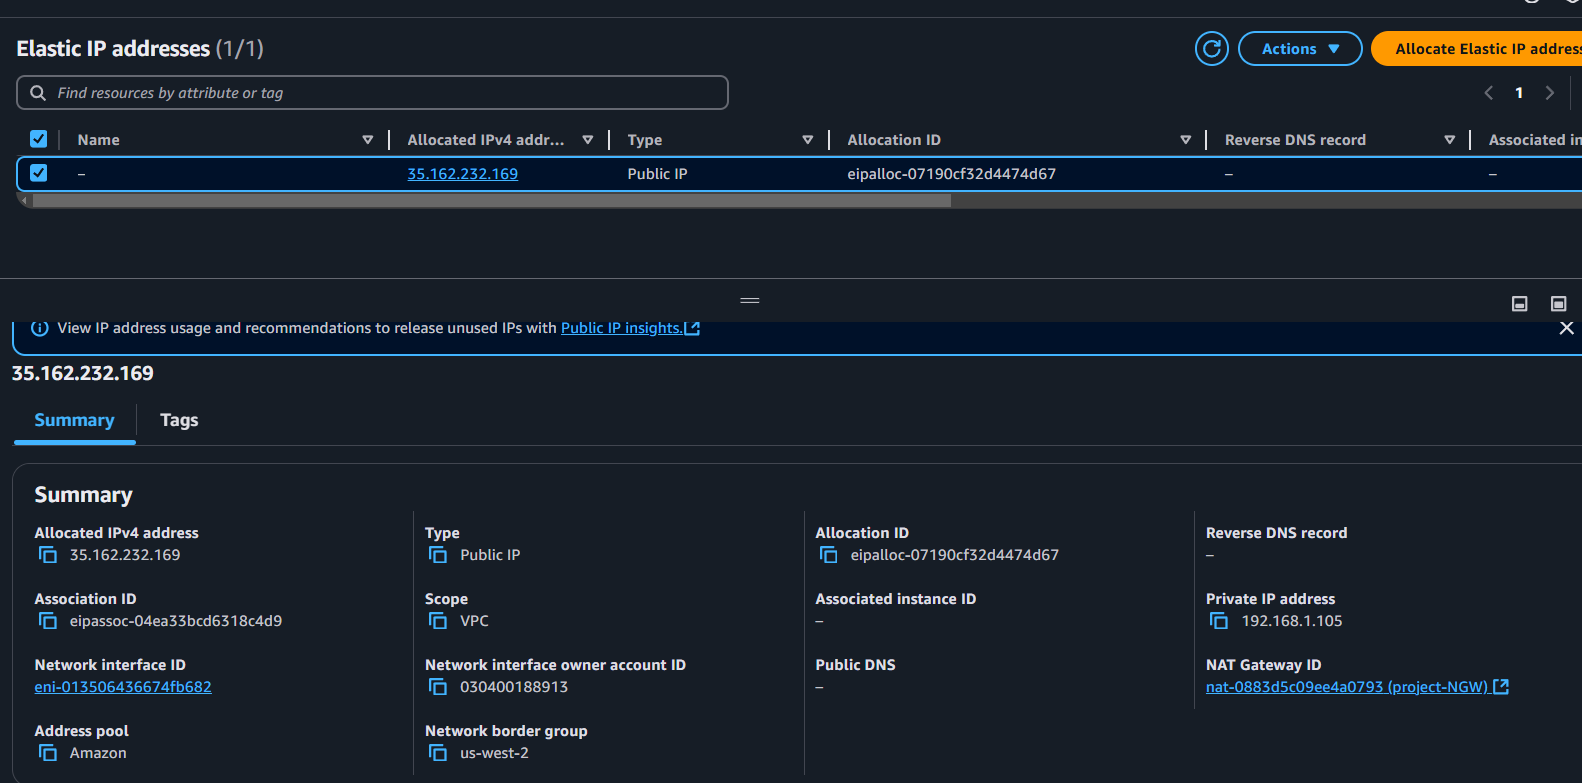 Elastic IP addresses (1/1)
Actions
Allocate Elastic IP address
Find resources by attribute or tag
1
Name Allocated IPv4 addr... Type Allocation ID Reverse DNS record Associated in
– 35.162.232.169 Public IP eipalloc-07190cf32d4474d67 – –
View IP address usage and recommendations to release unused IPs with Public IP insights.
35.162.232.169
Summary Tags
Summary
Allocated IPv4 address Type Allocation ID Reverse DNS record
35.162.232.169 Public IP eipalloc-07190cf32d4474d67 –
Association ID Scope Associated instance ID Private IP address
eipassoc-04ea33bcd6318c4d9 VPC – 192.168.1.105
Network interface ID Network interface owner account ID Public DNS NAT Gateway ID
eni-013506436674fb682 030400188913 – nat-0883d5c09ee4a0793 (project-NGW)
Address pool Network border group
Amazon us-west-2